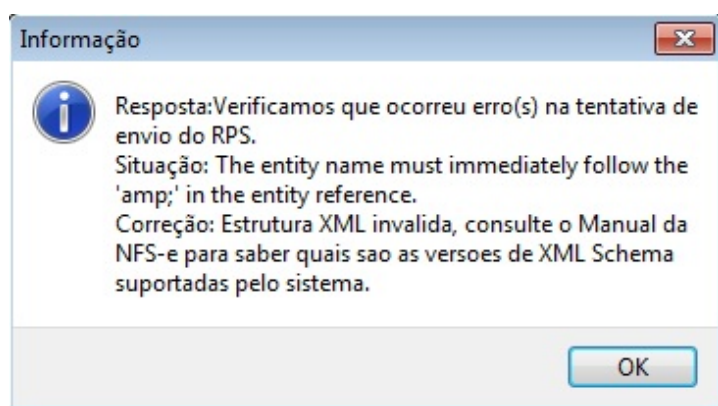 Informação
Resposta:Verificamos que ocorreu erro(s) na tentativa de
envio do RPS.
Situação: The entity name must immediately follow the
'amp;' in the entity reference.
Correção: Estrutura XML invalida, consulte o Manual da
NFS-e para saber quais sao as versoes de XML Schema
suportadas pelo sistema.
OK